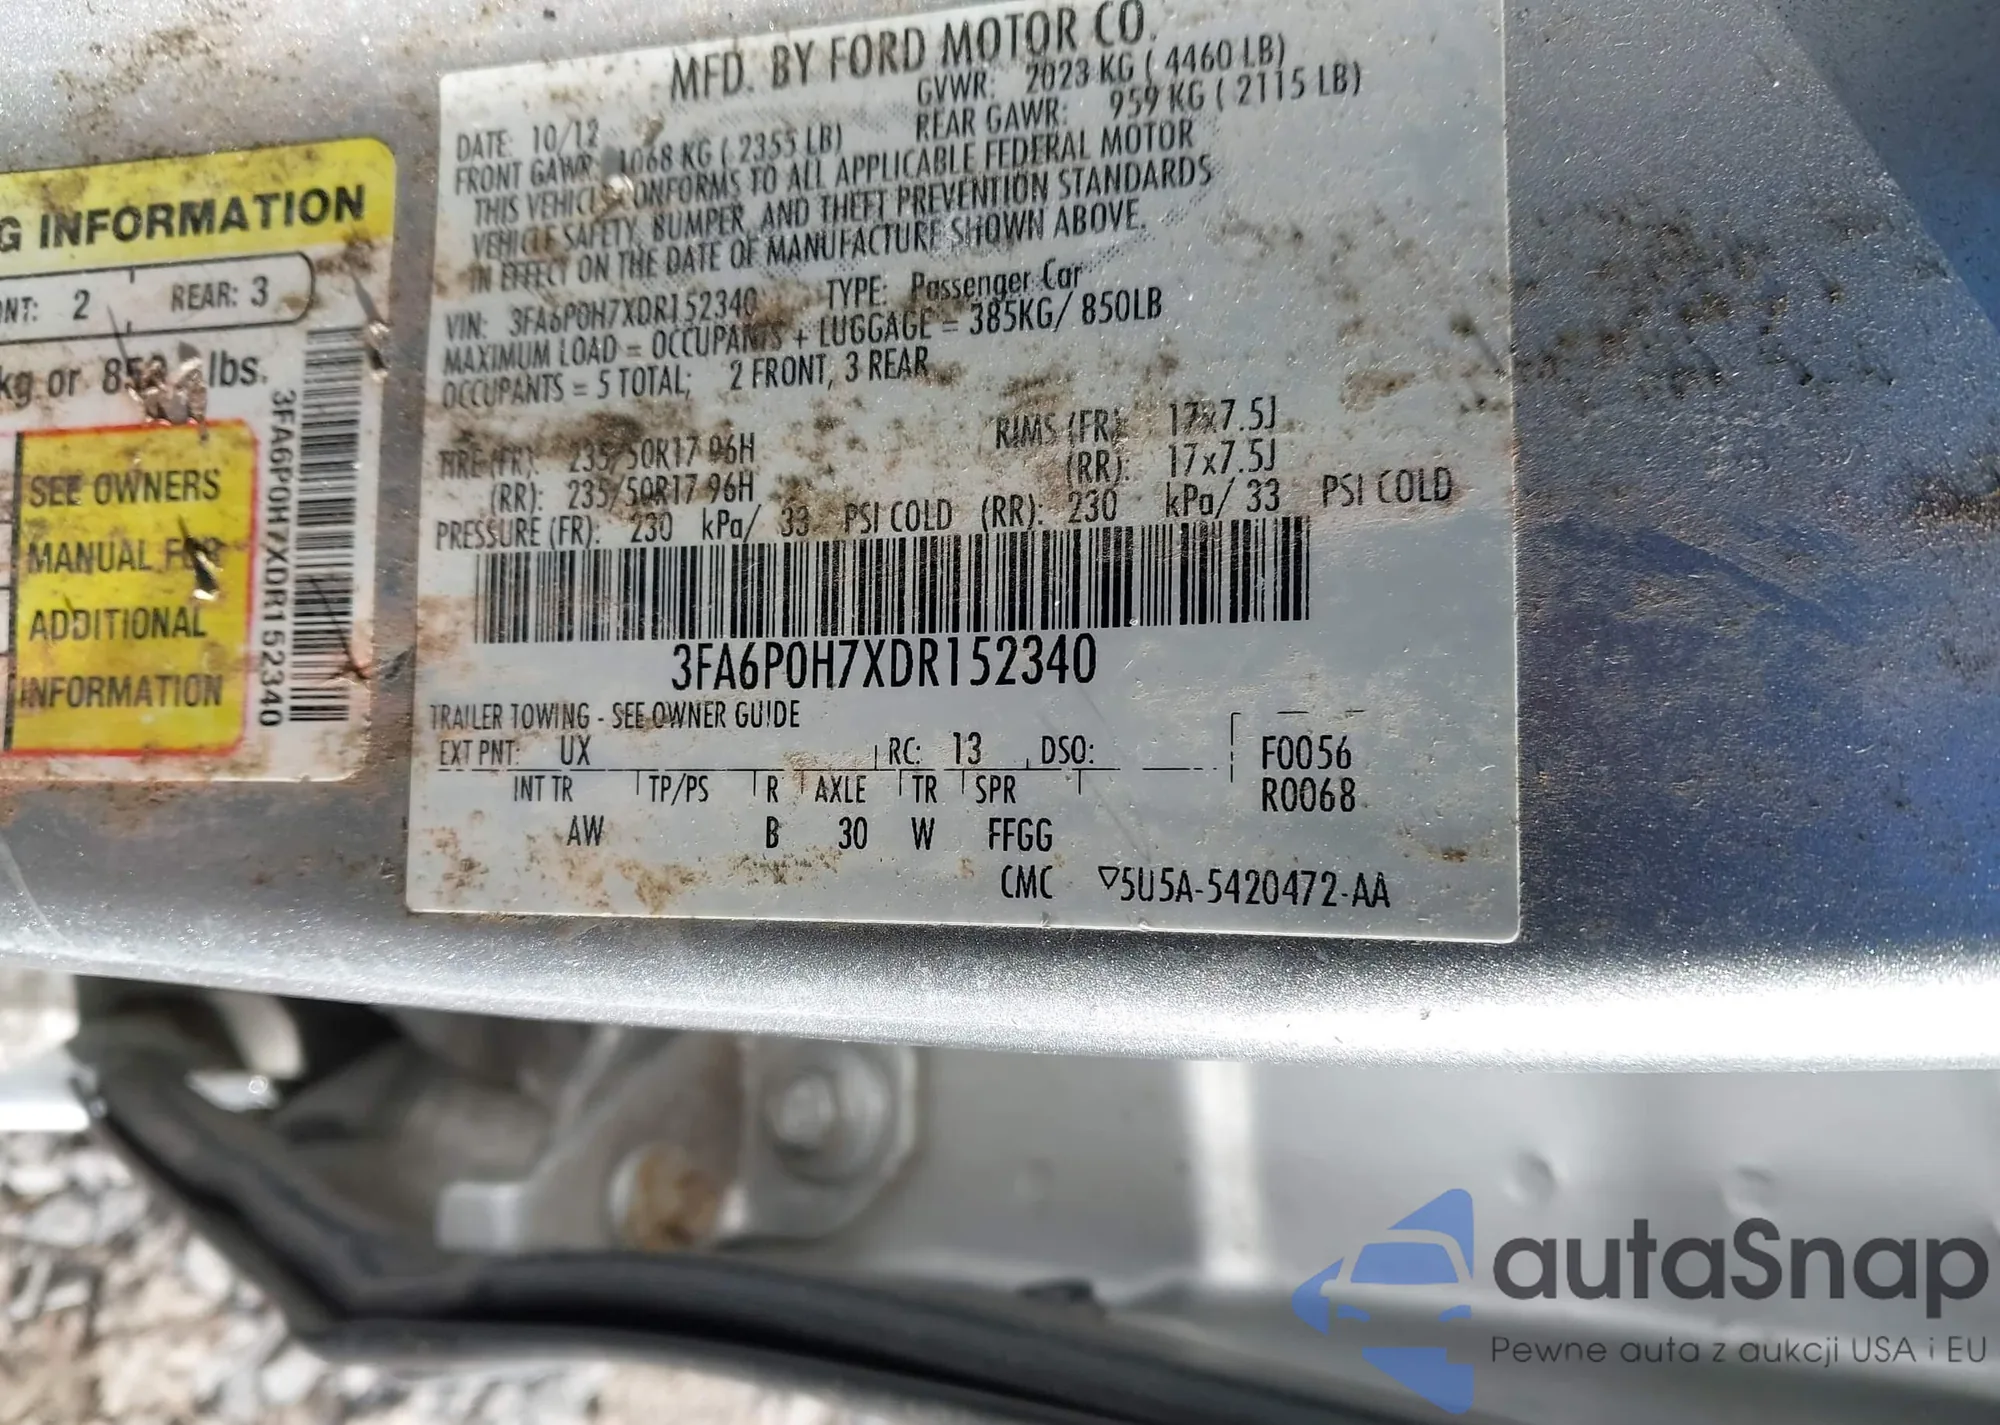 MFD. BY FORD MOTOR CO.
DATE: 10/12 GVWR: 2023 KG ( 4460 LB)
FRONT GAWR: 1068 KG ( 2355 LB) REAR GAWR: 959 KG ( 2115 LB)
THIS VEHICLE CONFORMS TO ALL APPLICABLE FEDERAL MOTOR
VEHICLE SAFETY, BUMPER, AND THEFT PREVENTION STANDARDS
IN EFFECT ON THE DATE OF MANUFACTURE SHOWN ABOVE.
VIN: 3FA6P0H7XDR152340 TYPE: Passenger Car
MAXIMUM LOAD = OCCUPANTS + LUGGAGE = 385KG/ 850LB
OCCUPANTS = 5 TOTAL; 2 FRONT, 3 REAR
TIRE (FR): 235/50R17 96H RIMS (FR): 17x7.5J
(RR): 235/50R17 96H (RR): 17x7.5J
PRESSURE (FR): 230 kPa/ 33 PSI COLD (RR): 230 kPa/ 33 PSI COLD
3FA6P0H7XDR152340
TRAILER TOWING - SEE OWNER GUIDE
EXT PNT: UX RC: 13 DSO: F0056
INT TR TP/PS R AXLE TR SPR R0068
AW B 30 W FFGG
CMC ▽5U5A-5420472-AA
INFORMATION
2 REAR: 3
kg or lbs.
SEE OWNERS
MANUAL FOR
ADDITIONAL
INFORMATION
3FA6P0H7XDR152340
autaSnap
Pewne auta z aukcji USA i EU